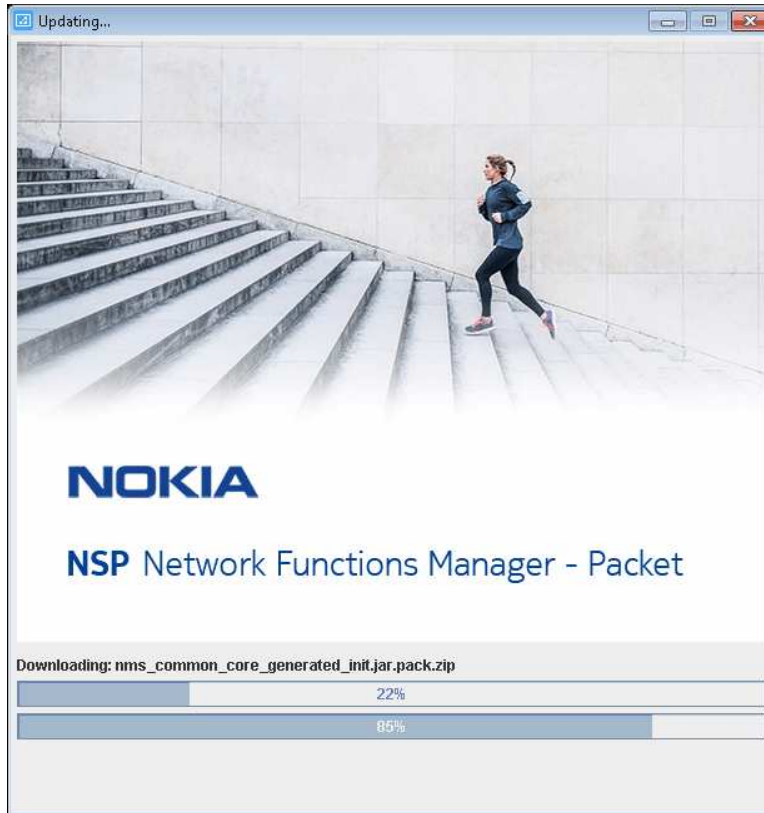 Updating...
NOKIA
NSP Network Functions Manager - Packet
Downloading: nms_common_core_generated_init.jar.pack.zip
22%
85%